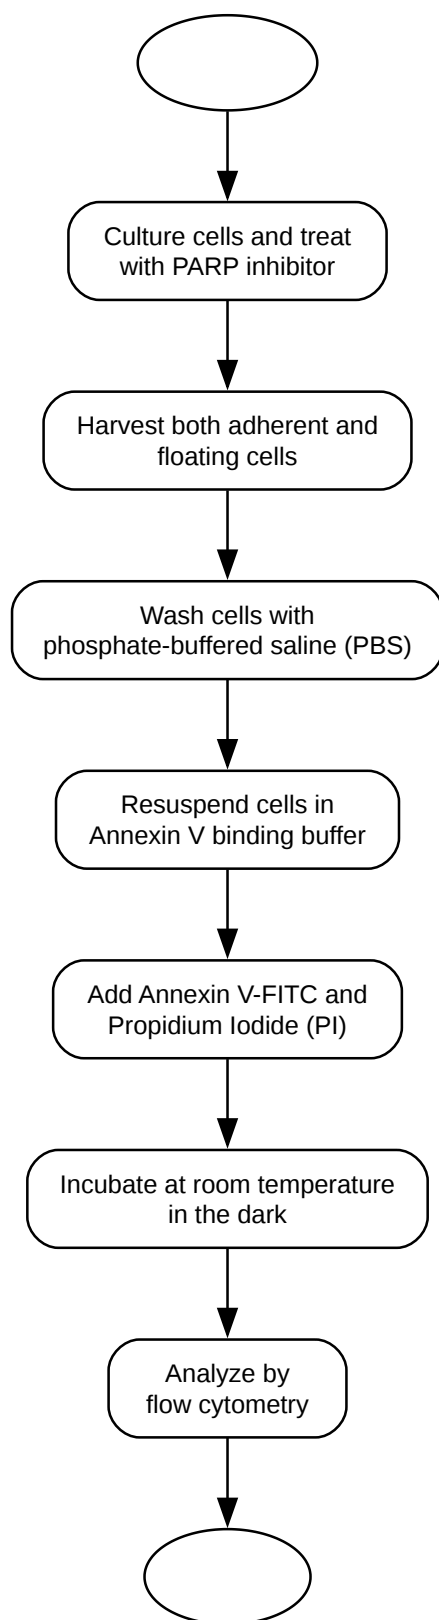 Culture cells and treat
with PARP inhibitor
Harvest both adherent and
floating cells
Wash cells with
phosphate-buffered saline (PBS)
Resuspend cells in
Annexin V binding buffer
Add Annexin V-FITC and
Propidium Iodide (PI)
Incubate at room temperature
in the dark
Analyze by
flow cytometry